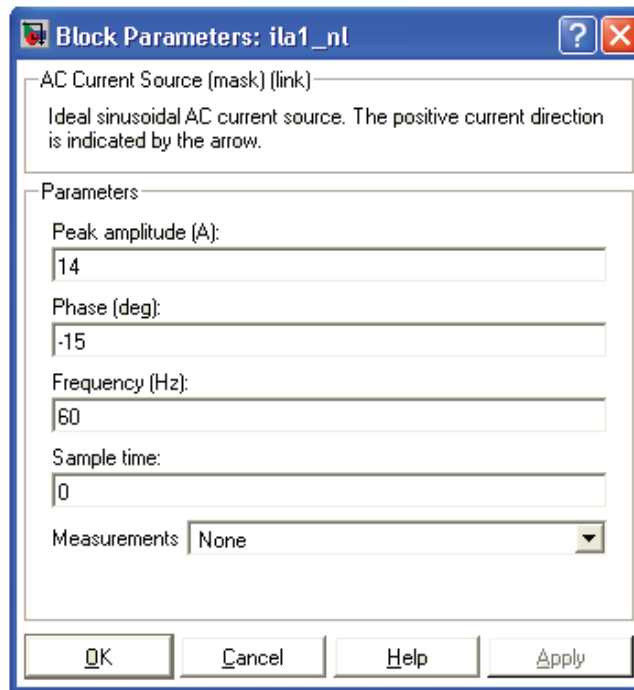 Block Parameters: ila1_nl
AC Current Source (mask) (link)
Ideal sinusoidal AC current source. The positive current direction
is indicated by the arrow.
Parameters
Peak amplitude (A):
14
Phase (deg):
-15
Frequency (Hz):
60
Sample time:
0
Measurements None
OK Cancel Help Apply